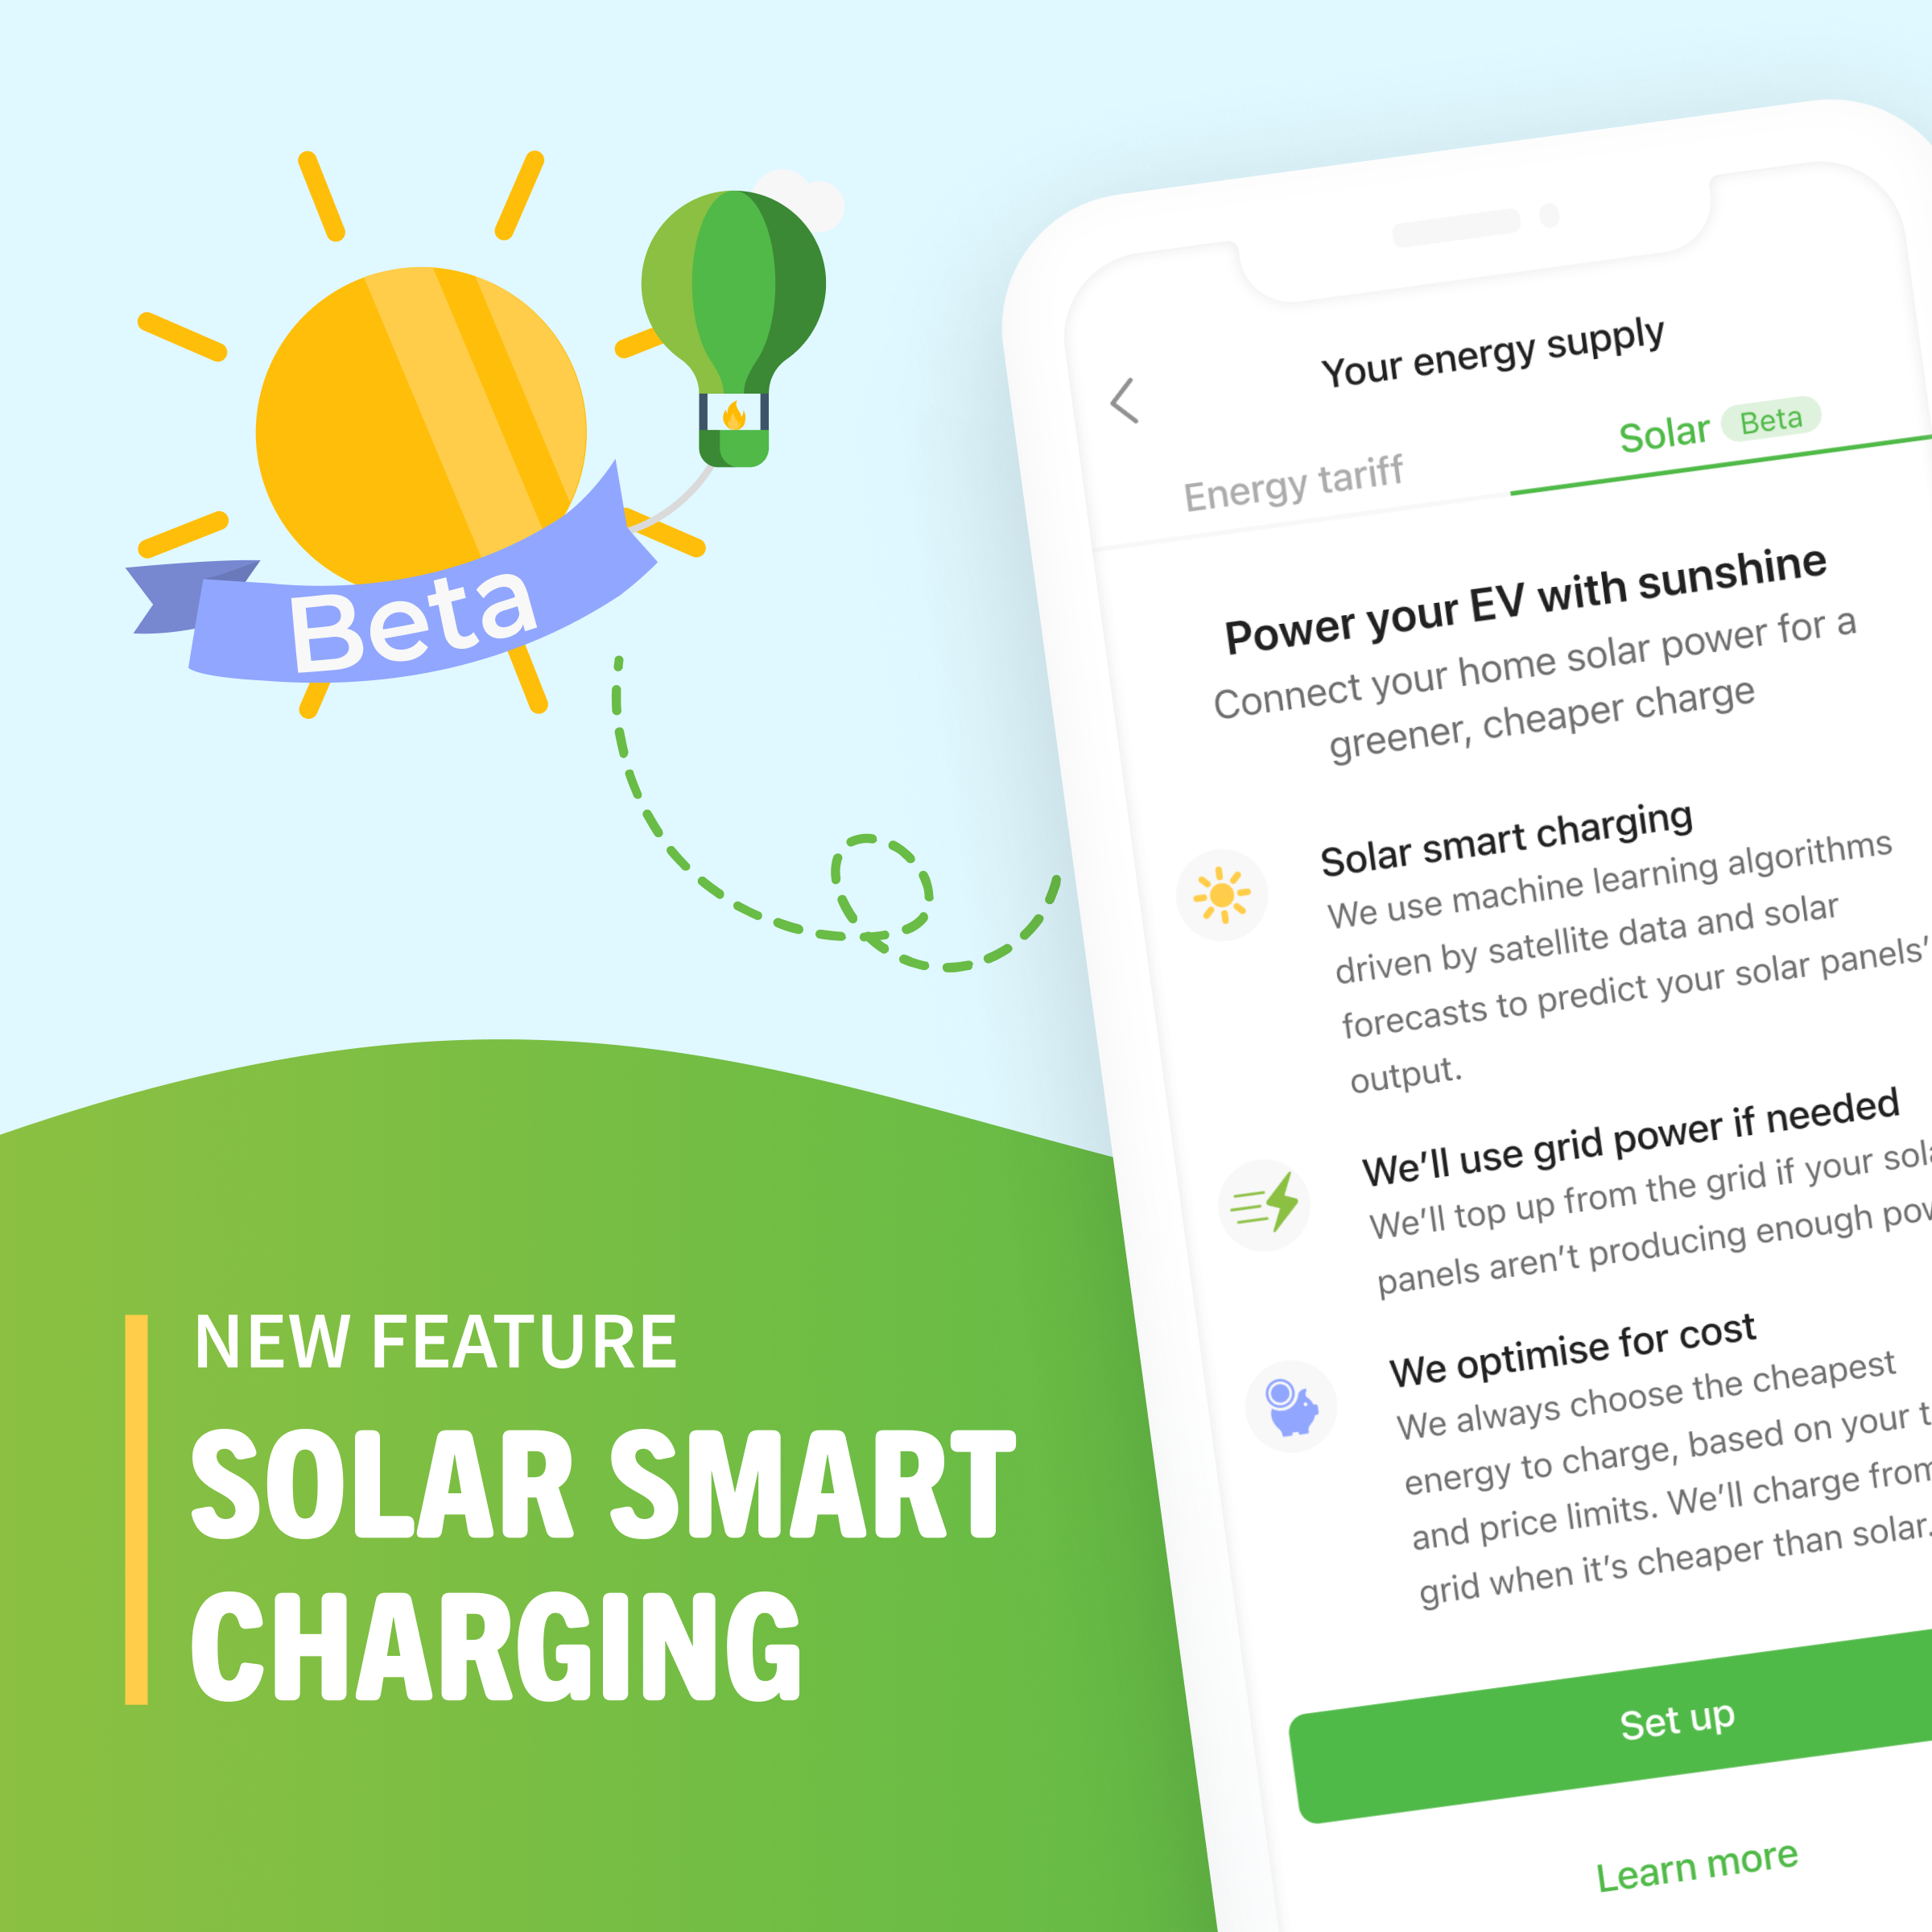 Beta
NEW FEATURE
SOLAR SMART
CHARGING
Your energy supply
Energy tariff
Solar Beta
Power your EV with sunshine
Connect your home solar power for a
greener, cheaper charge
Solar smart charging
We use machine learning algorithms
driven by satellite data and solar
forecasts to predict your solar panels’
output.
We’ll use grid power if needed
We’ll top up from the grid if your
panels aren’t producing enough
We optimise for cost
We always choose the cheapest
energy to charge, based on your
and price limits. We’ll charge from
grid when it’s cheaper than solar.
Set up
Learn more